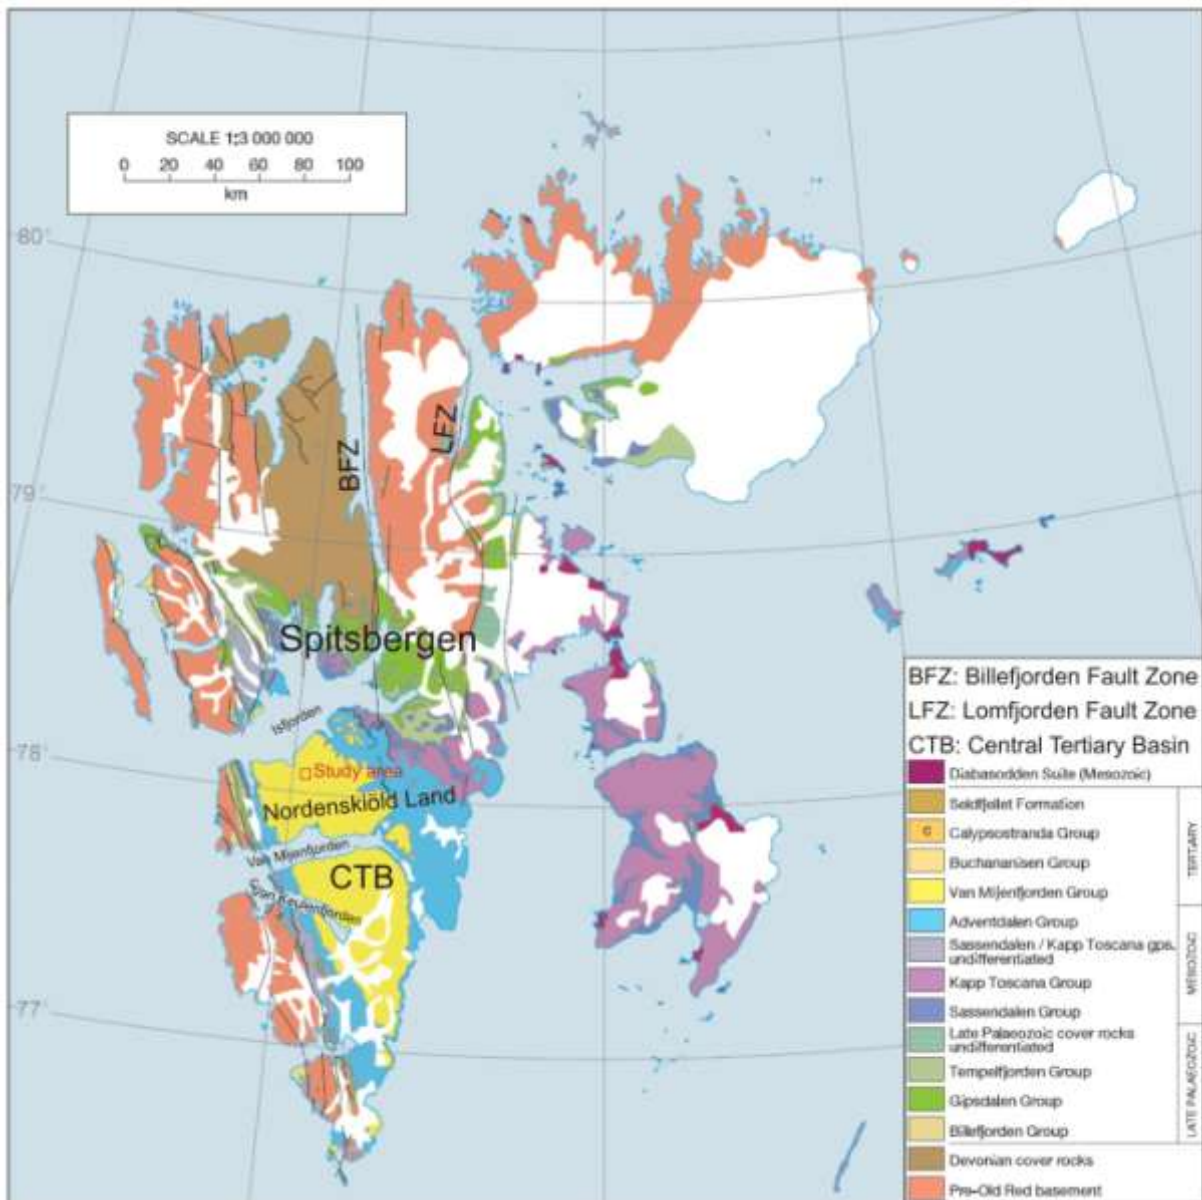 SCALE 1:3 000 000
0 20 40 60 80 100
km
80°
79°
78°
77°
BFZ
LFZ
Spitsbergen
Isfjorden
Study area
Nordenskiöld Land
Van Mijenfjorden
CTB
Van Keulenfjorden
BFZ: Billefjorden Fault Zone
LFZ: Lomfjorden Fault Zone
CTB: Central Tertiary Basin
Diabasodden Suite (Mesozoic)
Seldfjellet Formation
c Calypsostranda Group
Buchananisen Group
Van Mijenfjorden Group
TERTIARY
Adventdalen Group
Sassendalen / Kapp Toscana gps.
undifferentiated
Kapp Toscana Group
Sassendalen Group
MESOZOIC
Late Palaeozoic cover rocks
undifferentiated
Tempelfjorden Group
Gipsdalen Group
Billefjorden Group
LATE PALAEOZOIC
Devonian cover rocks
Pre-Old Red basement